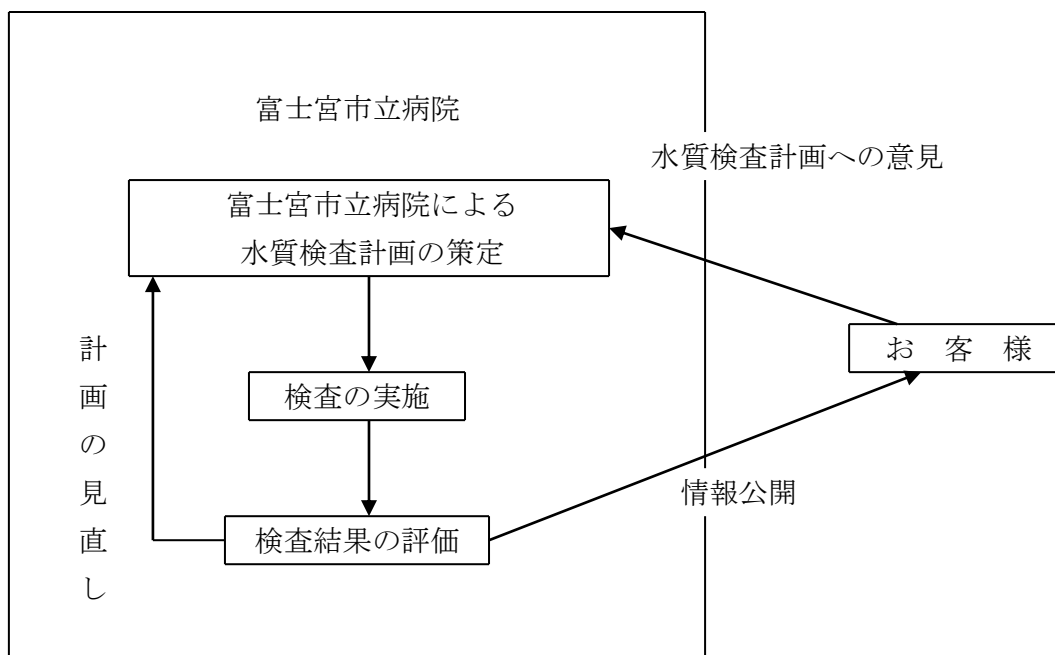 富士宮市立病院
水質検査計画への意見
富士宮市立病院による
水質検査計画の策定
お　客　様
計画の見直し
検査の実施
情報公開
検査結果の評価